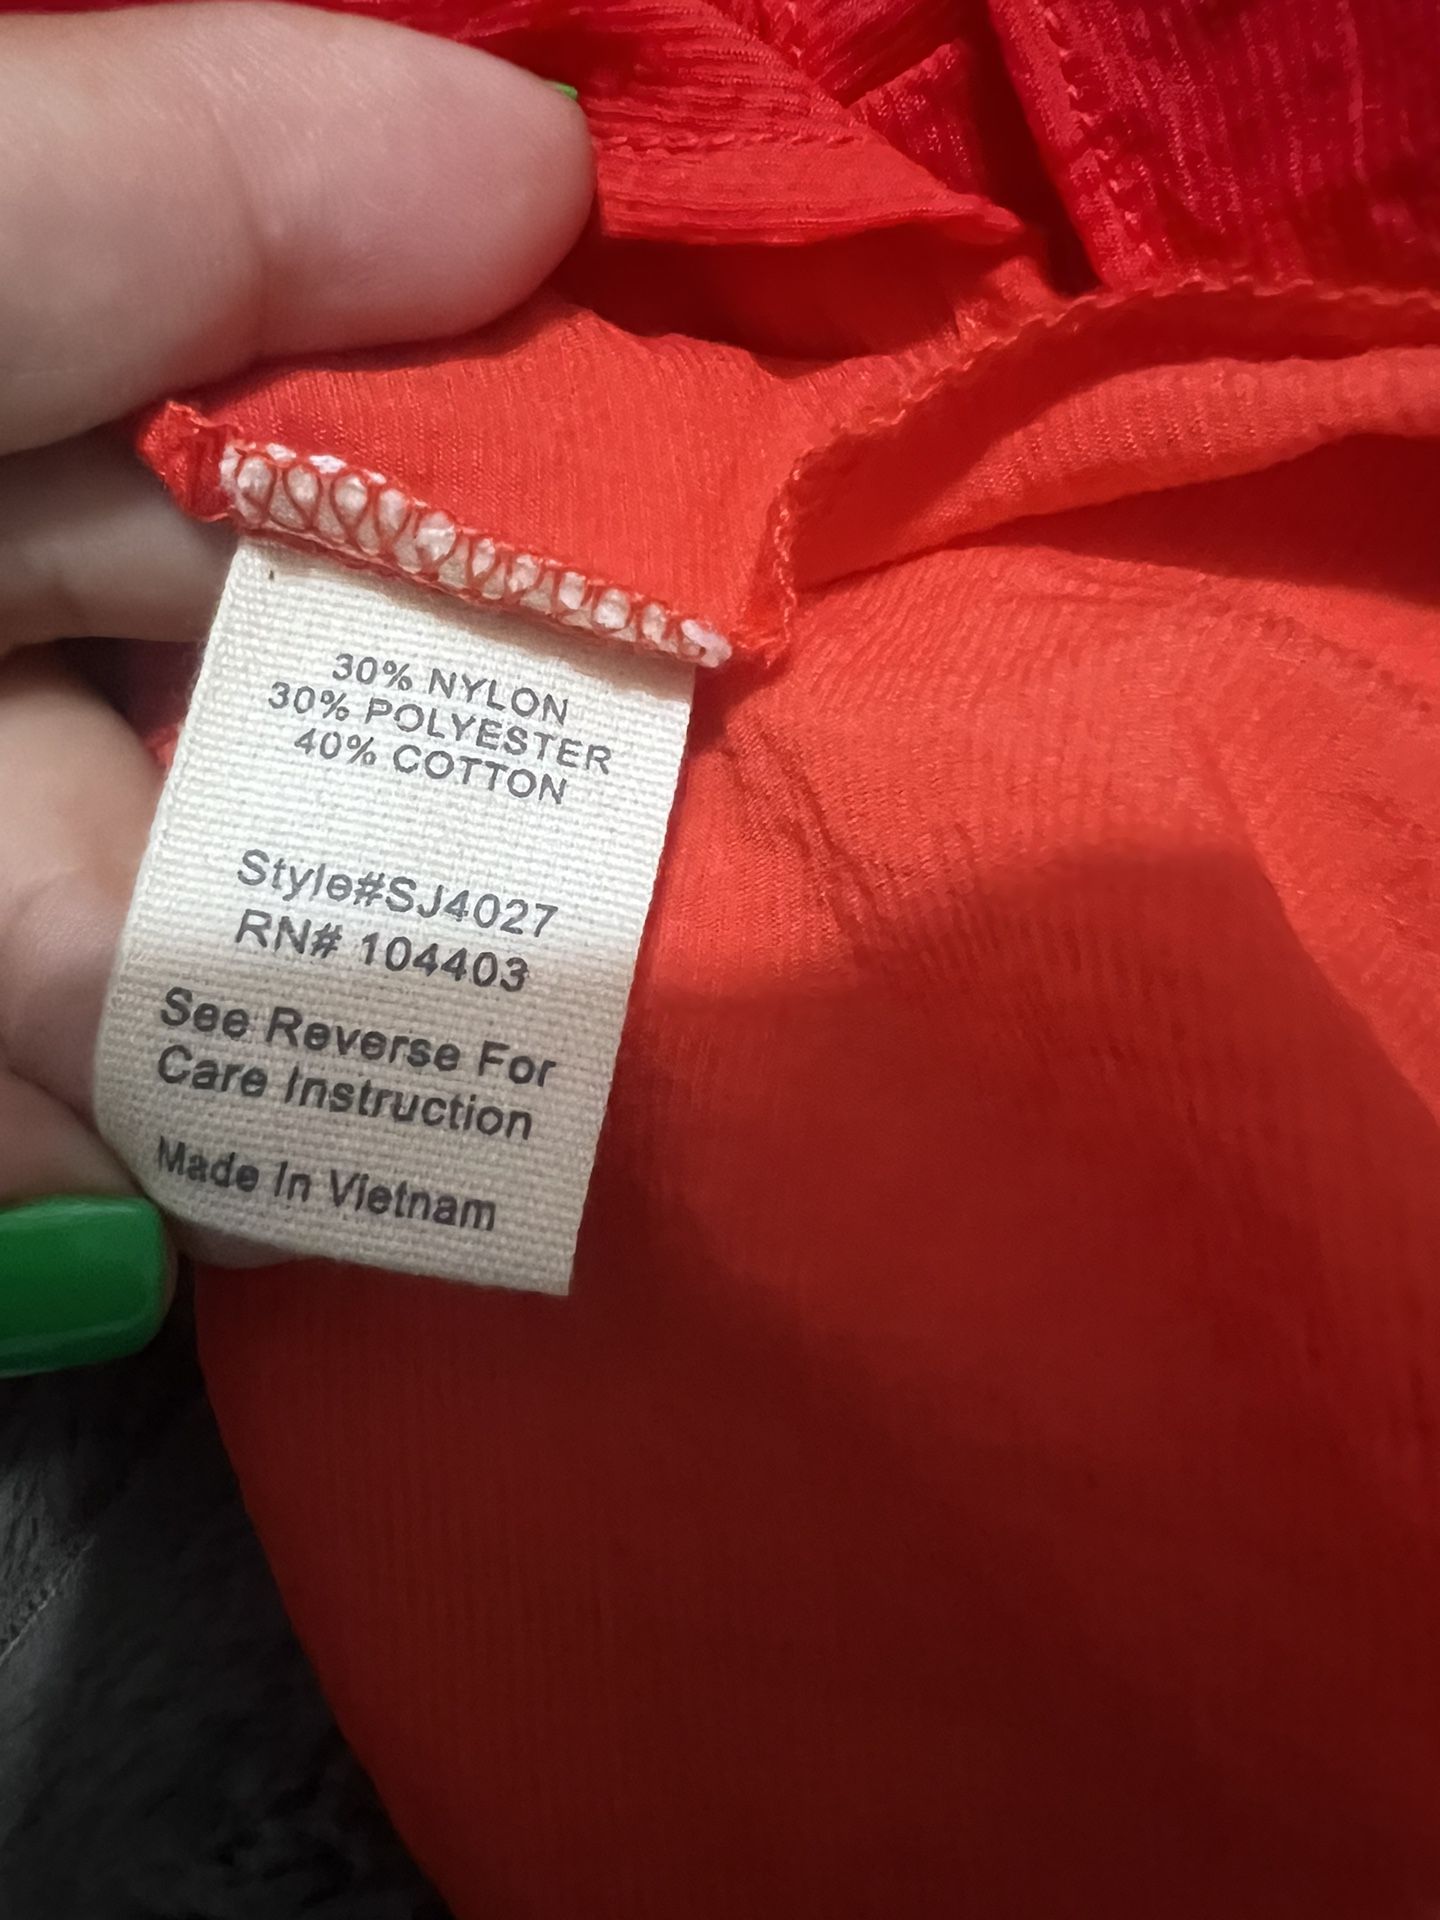 30% NYLON
30% POLYESTER
40% COTTON
Style#SJ4027
RN# 104403
See Reverse For
Care Instruction
Made In Vietnam